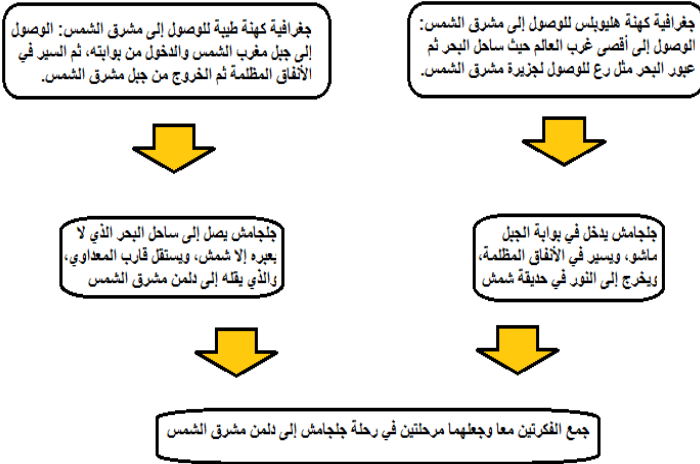 جغرافية كهنة هليوبلس للوصول إلى مشرق الشمس:
الوصول إلى أقصى غرب العالم حيث ساحل البحر ثم
عبور البحر مثل رع للوصول لجزيرة مشرق الشمس.
جغرافية كهنة طيبة للوصول إلى مشرق الشمس: الوصول
إلى جبل مغرب الشمس والدخول من بوابته، ثم السير في
الأنفاق المظلمة ثم الخروج من جبل مشرق الشمس.
جلجامش يدخل في بوابة الجبل
ماشو، ويسير في الأنفاق المظلمة،
ويخرج إلى النور في حديقة شمش
جلجامش يصل إلى ساحل البحر الذي لا
يعبره إلا شمش، ويستقل قارب المعداوي،
والذي يقله إلى دلمن مشرق الشمس
جمع الفكرتين معا وجعلهما مرحلتين في رحلة جلجامش إلى دلمن مشرق الشمس